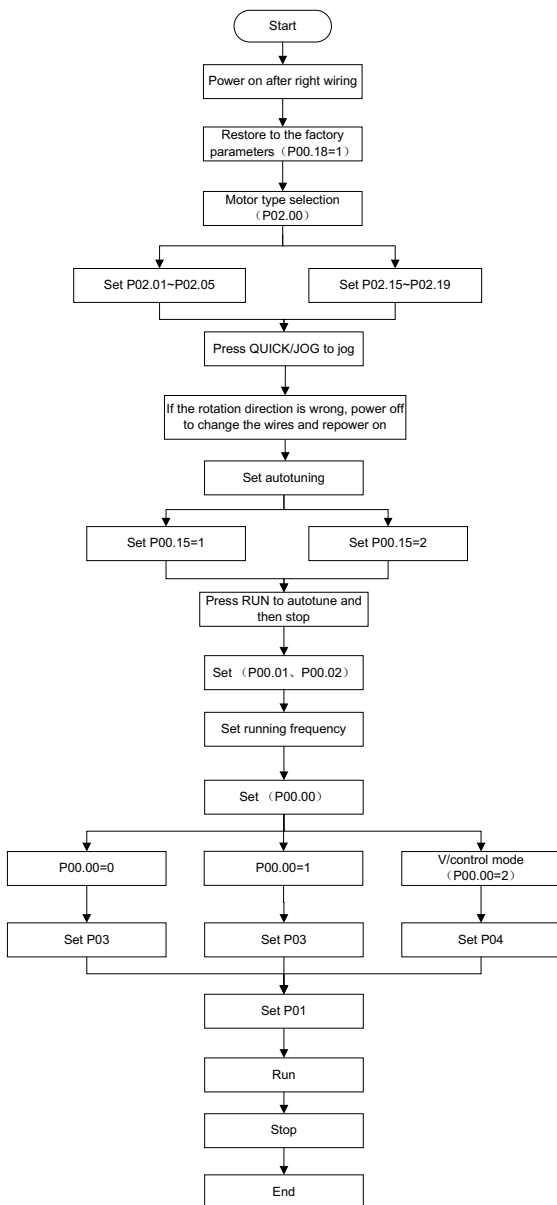 Start
Power on after right wiring
Restore to the factory
parameters（P00.18=1）
Motor type selection
（P02.00）
Set P02.01~P02.05
Set P02.15~P02.19
Press QUICK/JOG to jog
If the rotation direction is wrong, power off
to change the wires and repower on
Set autotuning
Set P00.15=1
Set P00.15=2
Press RUN to autotune and
then stop
Set （P00.01、P00.02）
Set running frequency
Set （P00.00）
P00.00=0
P00.00=1
V/control mode
（P00.00=2）
Set P03
Set P03
Set P04
Set P01
Run
Stop
End